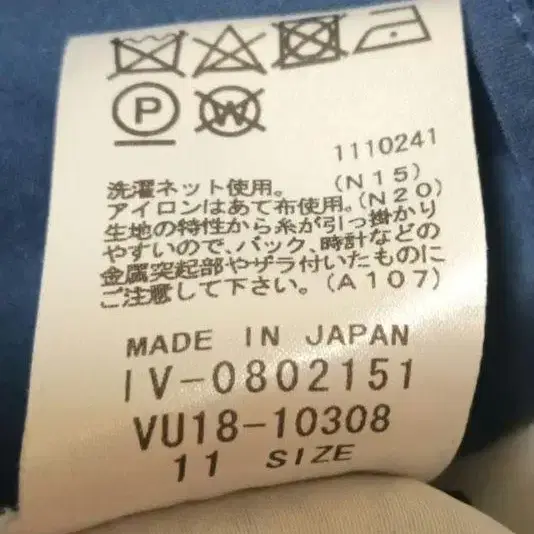 P W
1110241
洗濯ネット使用。 (N15)
アイロンはあて布使用。(N20)
生地の特性から糸が引っ掛かり
やすいので、バック、時計などの
金属突起部やザラ付いたものに
ご注意して下さい。(A107)
MADE IN JAPAN
IV-0802151
VU18-10308
11 SIZE